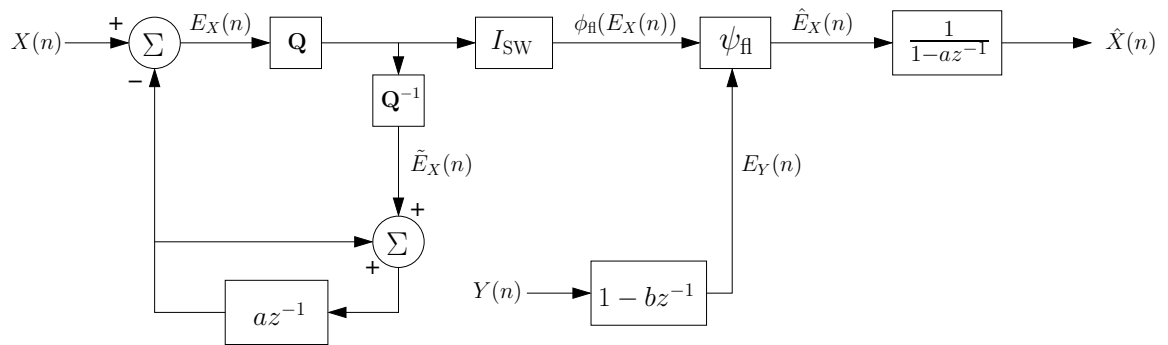 X(n)
+
Σ
−
E_X(n)
Q
I_SW
ϕ_fl(E_X(n))
ψ_fl
Ê_X(n)
1/(1−az⁻¹)
X̂(n)
Q⁻¹
Ẽ_X(n)
E_Y(n)
+
Σ
+
az⁻¹
Y(n)
1 − bz⁻¹